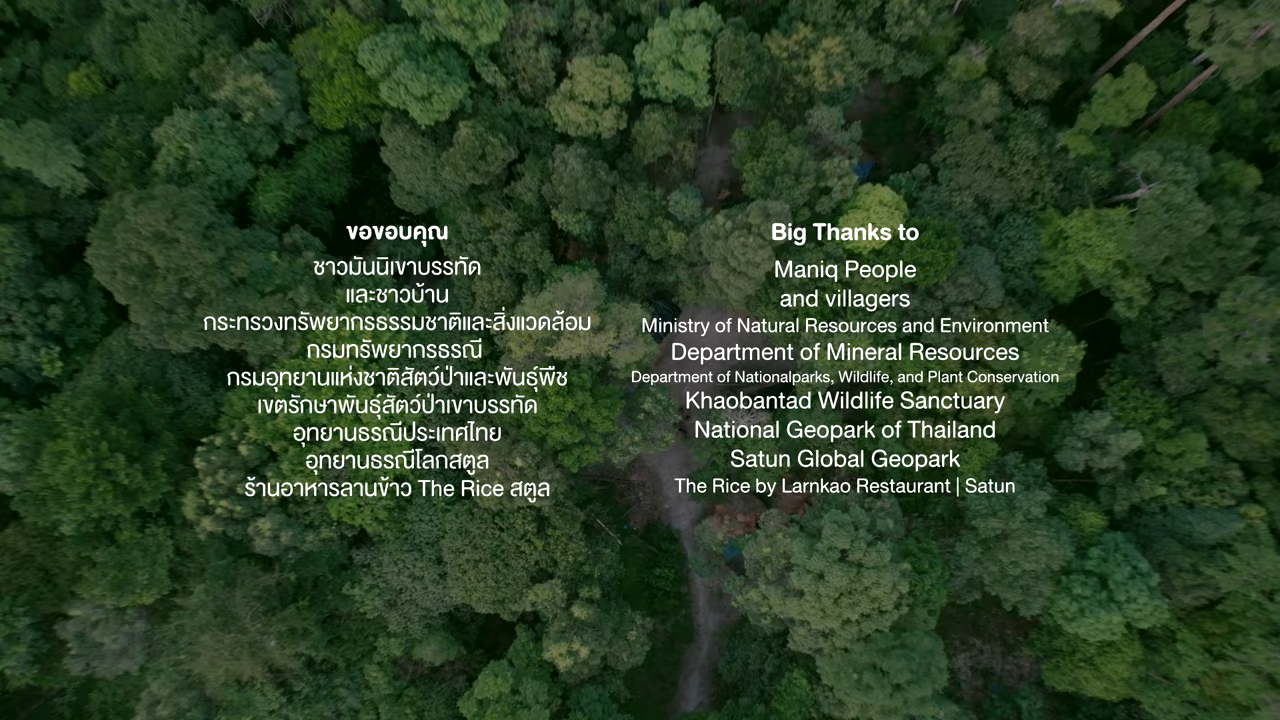 ขอขอบคุณ
ชาวมันนิเขาบรรทัด
และชาวบ้าน
กระทรวงทรัพยากรธรรมชาติและสิ่งแวดล้อม
กรมทรัพยากรธรณี
กรมอุทยานแห่งชาติสัตว์ป่าและพันธุ์พืช
เขตรักษาพันธุ์สัตว์ป่าเขาบรรทัด
อุทยานธรณีประเทศไทย
อุทยานธรณีโลกสตูล
ร้านอาหารลานข้าว The Rice สตูล
Big Thanks to
Maniq People
and villagers
Ministry of Natural Resources and Environment
Department of Mineral Resources
Department of Nationalparks, Wildlife, and Plant Conservation
Khaobantad Wildlife Sanctuary
National Geopark of Thailand
Satun Global Geopark
The Rice by Larnkao Restaurant | Satun